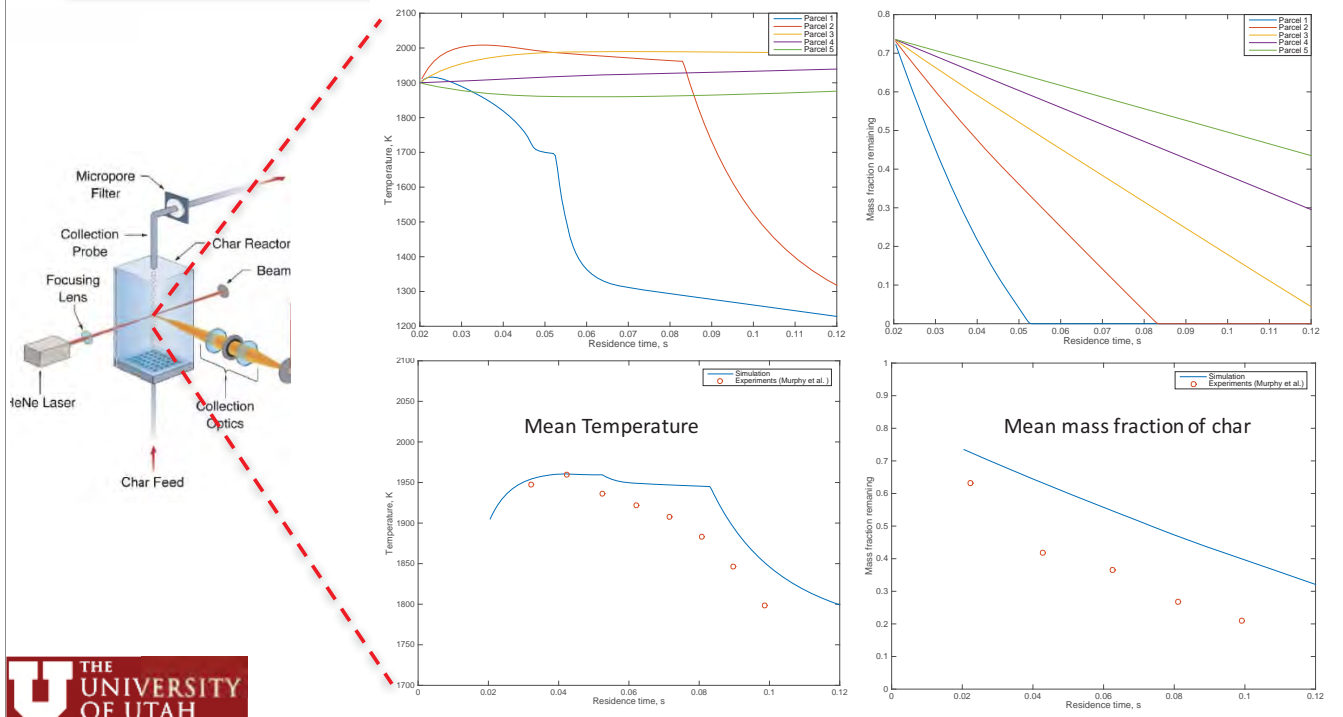 Micropore
Filter
Collection
Probe
Char Reactor
Beam
Focusing
Lens
HeNe Laser
Collection
Optics
Char Feed
THE
UNIVERSITY
OF UTAH
2100
2000
1900
1800
1700
1600
1500
1400
1300
1200
Temperature, K
Parcel 1
Parcel 2
Parcel 3
Parcel 4
Parcel 5
0.02 0.03 0.04 0.05 0.06 0.07 0.08 0.09 0.1 0.11 0.12
Residence time, s
0.8
0.7
0.6
0.5
0.4
0.3
0.2
0.1
0
Mass fraction remaining
Parcel 1
Parcel 2
Parcel 3
Parcel 4
Parcel 5
0.02 0.03 0.04 0.05 0.06 0.07 0.08 0.09 0.1 0.11 0.12
Residence time, s
2100
2050
2000
1950
1900
1850
1800
1750
1700
Temperature, K
Simulation
Experiments (Murphy et al. )
Mean Temperature
0 0.02 0.04 0.06 0.08 0.1 0.12
Residence time, s
1
0.9
0.8
0.7
0.6
0.5
0.4
0.3
0.2
0.1
0
Mass fraction remaining
Simulation
Experiments (Murphy et al. )
Mean mass fraction of char
0 0.02 0.04 0.06 0.08 0.1 0.12
Residence time, s